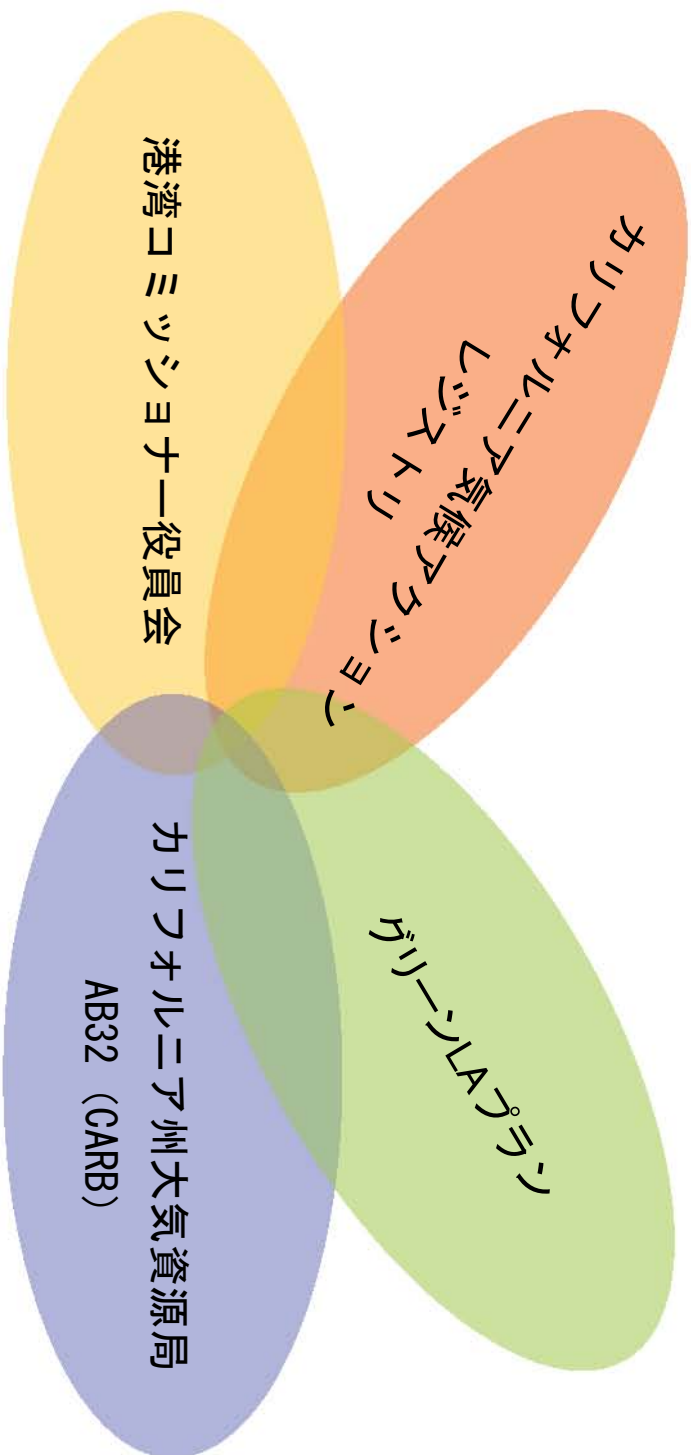 港湾コミッショナー役員会
カリフォルニア気候アクション
レジストリ
グリーンLAプラン
カリフォルニア州大気資源局
AB32 (CARB)